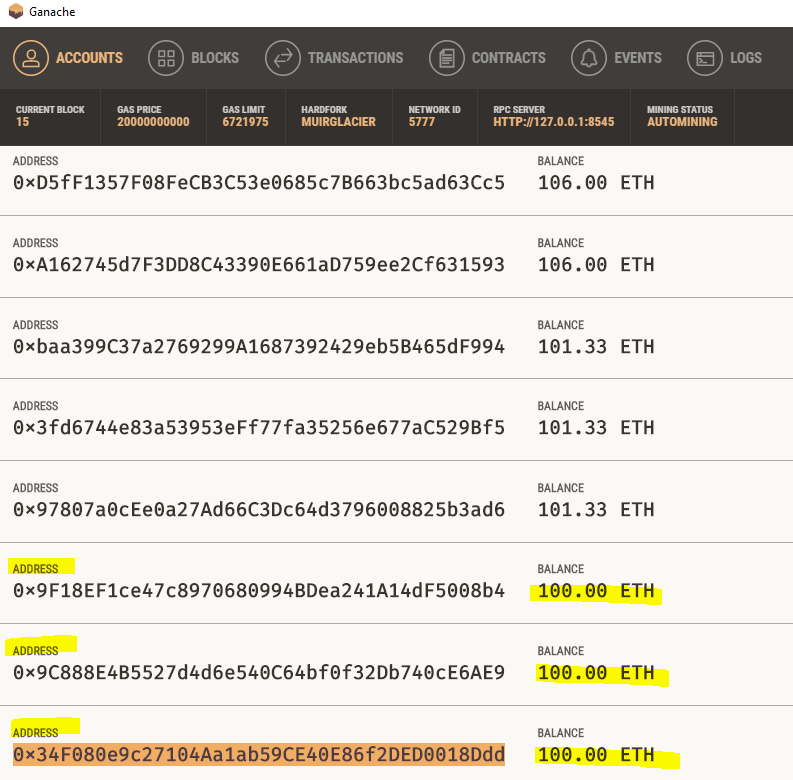 Ganache
ACCOUNTS BLOCKS TRANSACTIONS CONTRACTS EVENTS LOGS
CURRENT BLOCK GAS PRICE GAS LIMIT HARDFORK NETWORK ID RPC SERVER MINING STATUS
15 20000000000 6721975 MUIRGLACIER 5777 HTTP://127.0.0.1:8545 AUTOMINING
ADDRESS BALANCE
0×D5fF1357F08FeCB3C53e0685c7B663bc5ad63Cc5 106.00 ETH
ADDRESS BALANCE
0×A162745d7F3DD8C43390E661aD759ee2Cf631593 106.00 ETH
ADDRESS BALANCE
0×baa399C37a2769299A1687392429eb5B465dF994 101.33 ETH
ADDRESS BALANCE
0×3fd6744e83a53953eFf77fa35256e677aC529Bf5 101.33 ETH
ADDRESS BALANCE
0×97807a0cEe0a27Ad66C3Dc64d3796008825b3ad6 101.33 ETH
ADDRESS BALANCE
0×9F18EF1ce47c8970680994BDea241A14dF5008b4 100.00 ETH
ADDRESS BALANCE
0×9C888E4B5527d4d6e540C64bf0f32Db740cE6AE9 100.00 ETH
ADDRESS BALANCE
0×34F080e9c27104Aa1ab59CE40E86f2DED0018Ddd 100.00 ETH